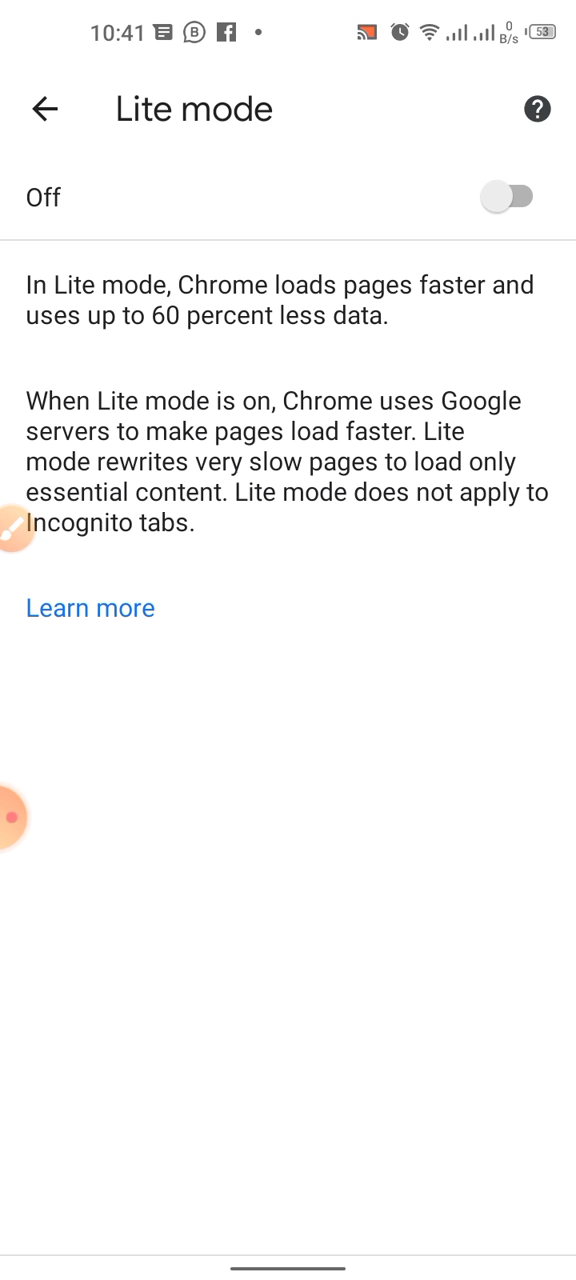 10:41 B f 0 B/s 53
Lite mode ?
Off
In Lite mode, Chrome loads pages faster and
uses up to 60 percent less data.
When Lite mode is on, Chrome uses Google
servers to make pages load faster. Lite
mode rewrites very slow pages to load only
essential content. Lite mode does not apply to
Incognito tabs.
Learn more